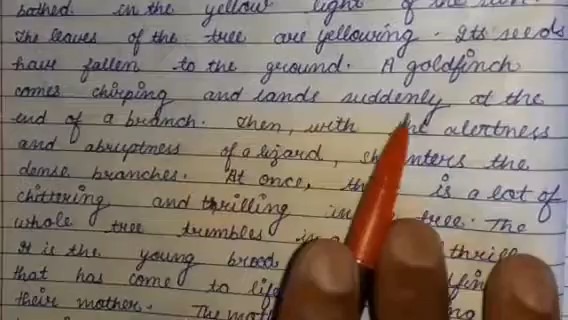 bathed in the yellow light of the
the leaves of the tree are yellowing. Its seeds
have fallen to the ground. A goldfinch
comes chirping and lands suddenly at the
end of a branch. Then, with the alertness
and abruptness of a lizard, enters the
dense branches. At once, is a lot of
chittering and thrilling in tree. The
whole tree trembles
It is the young brood
that has come to life
their mother. The